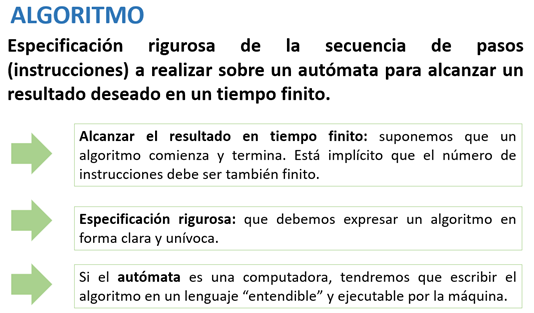 ALGORITMO
Especificación rigurosa de la secuencia de pasos
(instrucciones) a realizar sobre un autómata para alcanzar un
resultado deseado en un tiempo finito.
Alcanzar el resultado en tiempo finito: suponemos que un
algoritmo comienza y termina. Está implícito que el número de
instrucciones debe ser también finito.
Especificación rigurosa: que debemos expresar un algoritmo en
forma clara y unívoca.
Si el autómata es una computadora, tendremos que escribir el
algoritmo en un lenguaje “entendible” y ejecutable por la máquina.